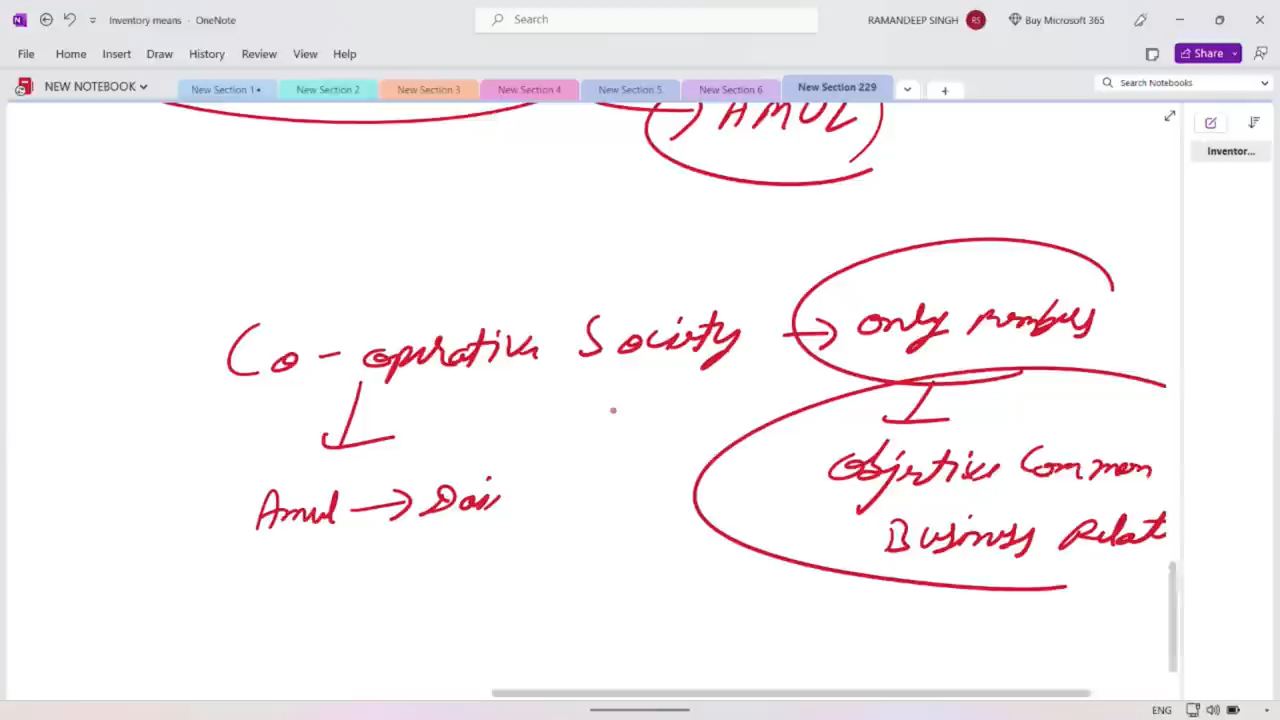 Inventory means - OneNote
Search
RAMANDEEP SINGH RS Buy Microsoft 365
File Home Insert Draw History Review View Help
Share
NEW NOTEBOOK
New Section 1 New Section 2 New Section 3 New Section 4 New Section 5 New Section 6 New Section 229 +
Search Notebooks
Inventor...
→ AMUL
Co-operative Society → only members
Objective Common
Amul → Dai
Business Relat
ENG